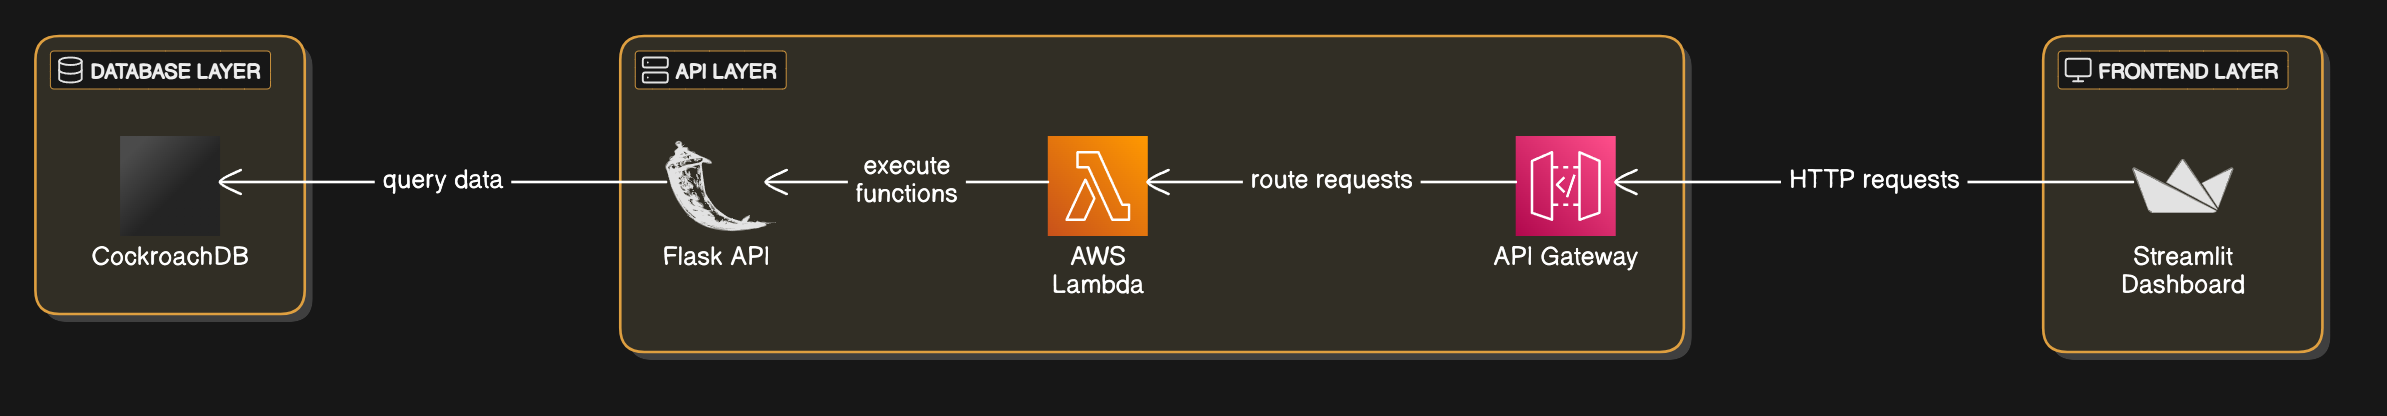 DATABASE LAYER
API LAYER
FRONTEND LAYER
query data
execute
functions
route requests
HTTP requests
CockroachDB
Flask API
AWS
Lambda
API Gateway
Streamlit
Dashboard